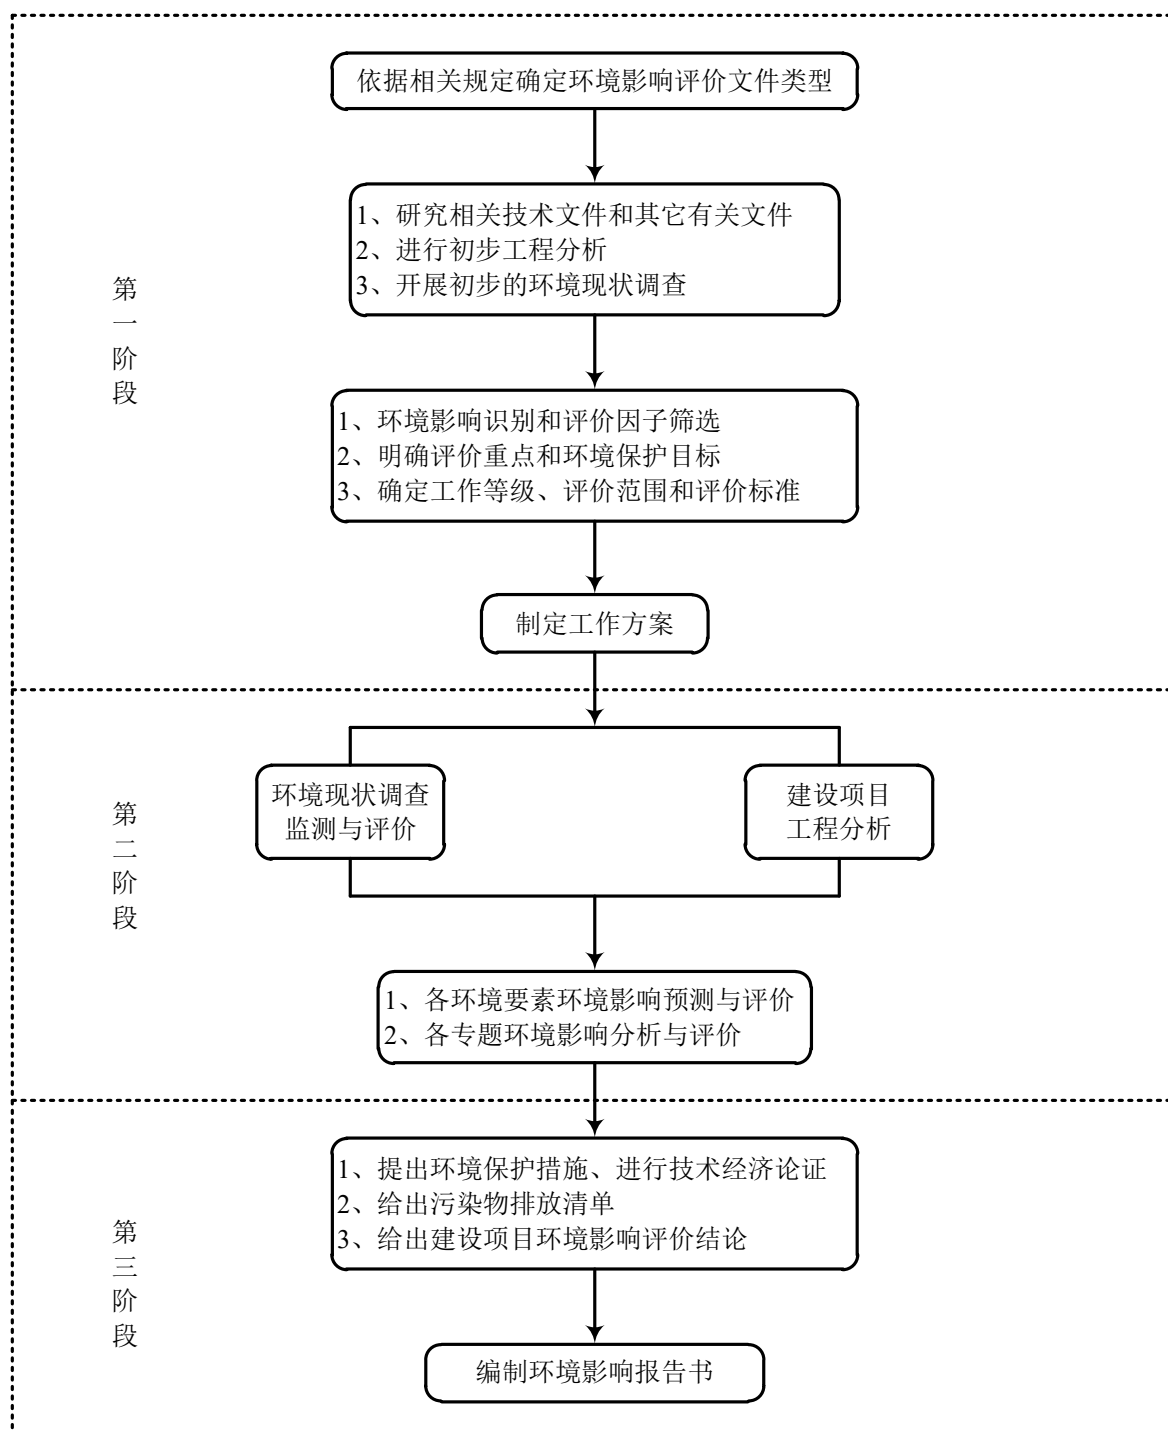 依据相关规定确定环境影响评价文件类型
1、研究相关技术文件和其它有关文件
2、进行初步工程分析
3、开展初步的环境现状调查
第一阶段
1、环境影响识别和评价因子筛选
2、明确评价重点和环境保护目标
3、确定工作等级、评价范围和评价标准
制定工作方案
第二阶段
环境现状调查
监测与评价
建设项目
工程分析
1、各环境要素环境影响预测与评价
2、各专题环境影响分析与评价
第三阶段
1、提出环境保护措施、进行技术经济论证
2、给出污染物排放清单
3、给出建设项目环境影响评价结论
编制环境影响报告书